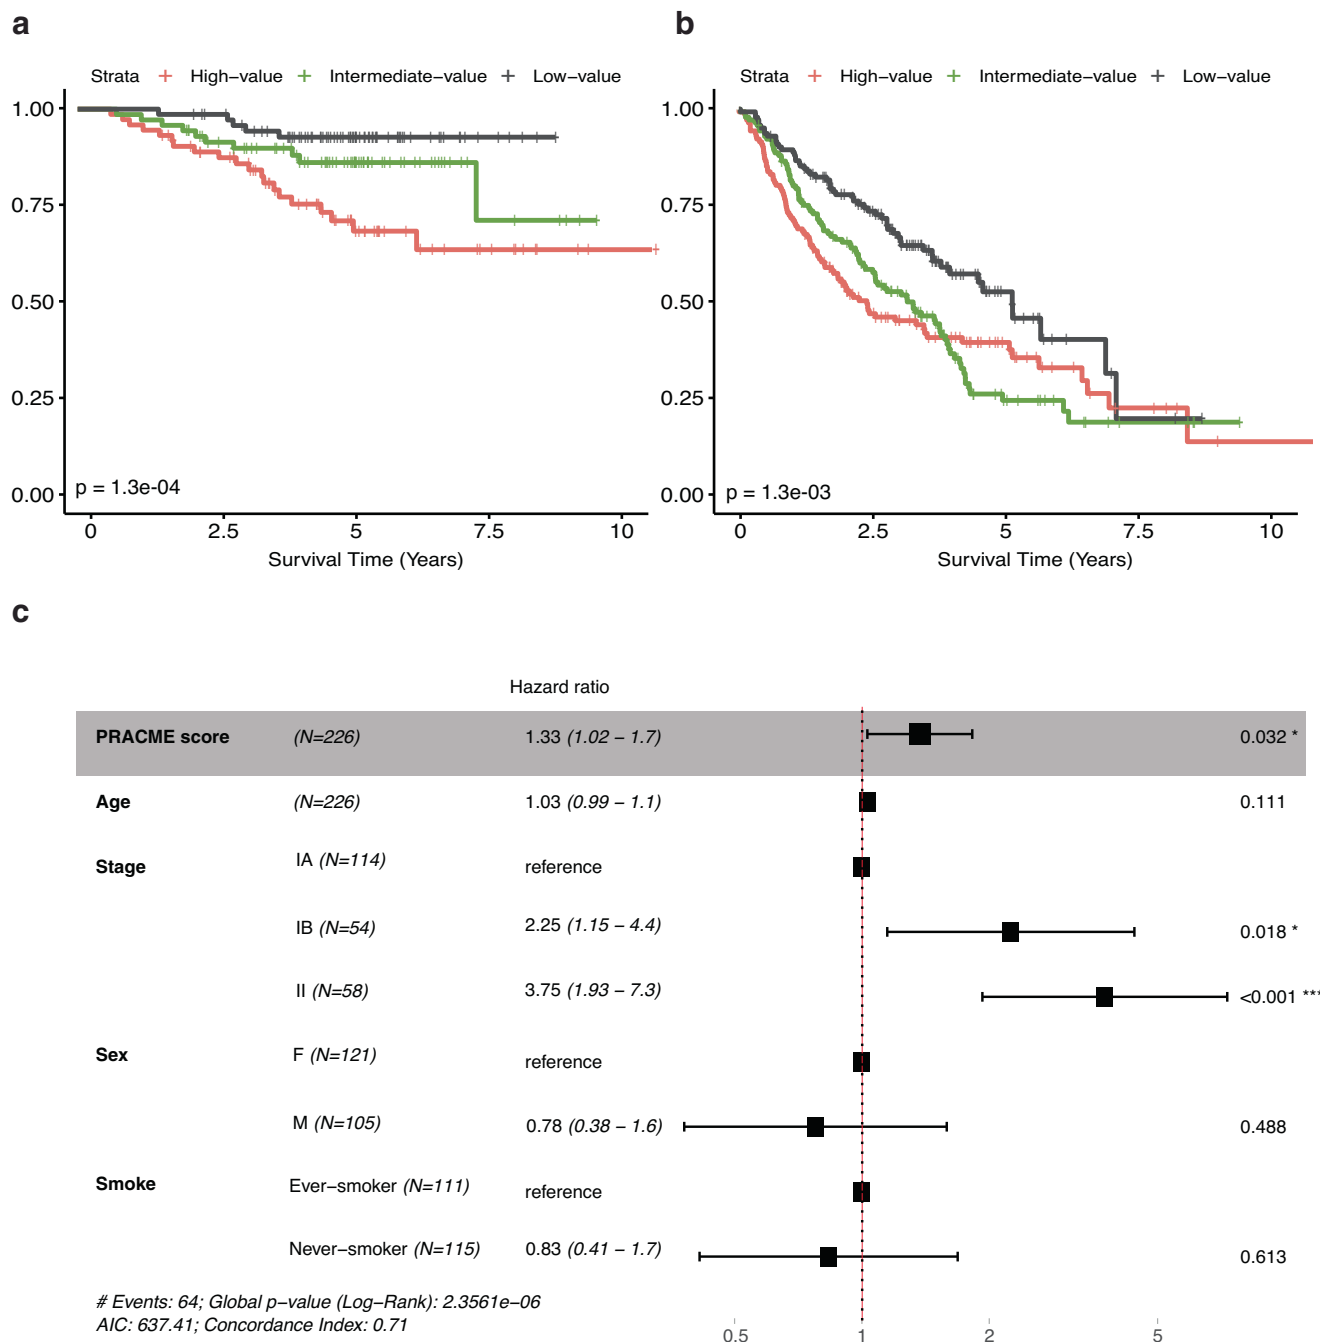 a
Strata High−value Intermediate−value Low−value
1.00
0.75
0.50
0.25
0.00
p = 1.3e-04
0 2.5 5 7.5 10
Survival Time (Years)
b
Strata High−value Intermediate−value Low−value
1.00
0.75
0.50
0.25
0.00
p = 1.3e-03
0 2.5 5 7.5 10
Survival Time (Years)
c
Hazard ratio
PRACME score (N=226) 1.33 (1.02 − 1.7) 0.032 *
Age (N=226) 1.03 (0.99 − 1.1) 0.111
Stage IA (N=114) reference
IB (N=54) 2.25 (1.15 − 4.4) 0.018 *
II (N=58) 3.75 (1.93 − 7.3) <0.001 ***
Sex F (N=121) reference
M (N=105) 0.78 (0.38 − 1.6) 0.488
Smoke Ever−smoker (N=111) reference
Never−smoker (N=115) 0.83 (0.41 − 1.7) 0.613
# Events: 64; Global p−value (Log−Rank): 2.3561e−06
AIC: 637.41; Concordance Index: 0.71
0.5 1 2 5